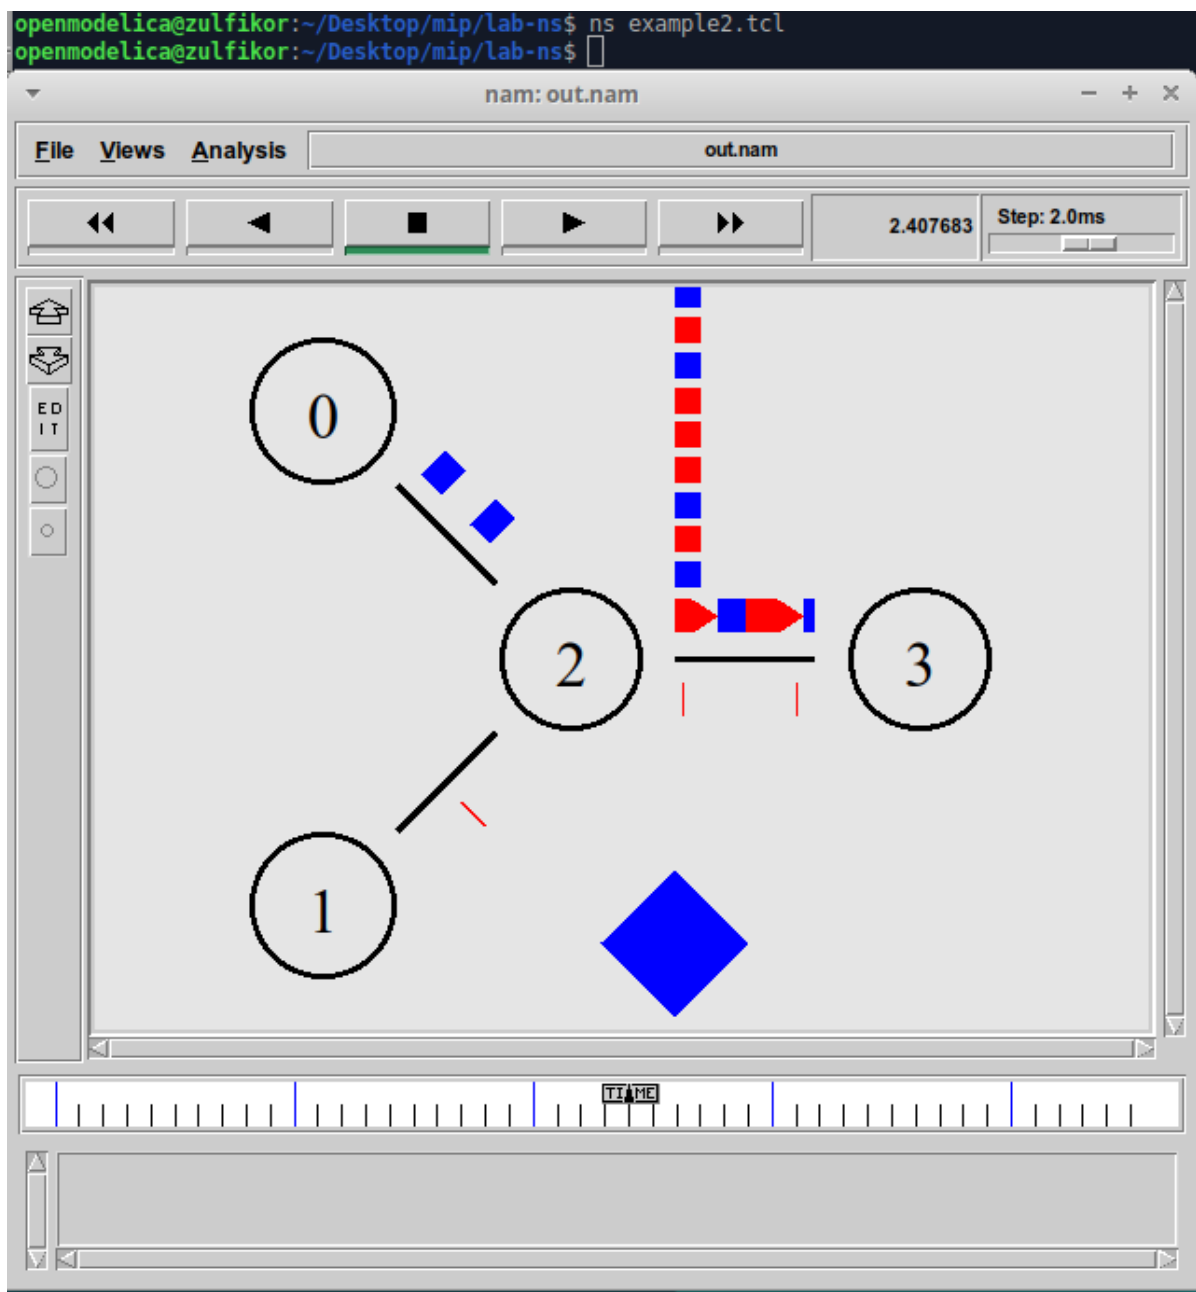 openmodelica@zulfikor:~/Desktop/mip/lab-ns$ ns example2.tcl
openmodelica@zulfikor:~/Desktop/mip/lab-ns$
nam: out.nam
File Views Analysis out.nam
2.407683 Step: 2.0ms
ED
IT
0
2
3
1
TIME